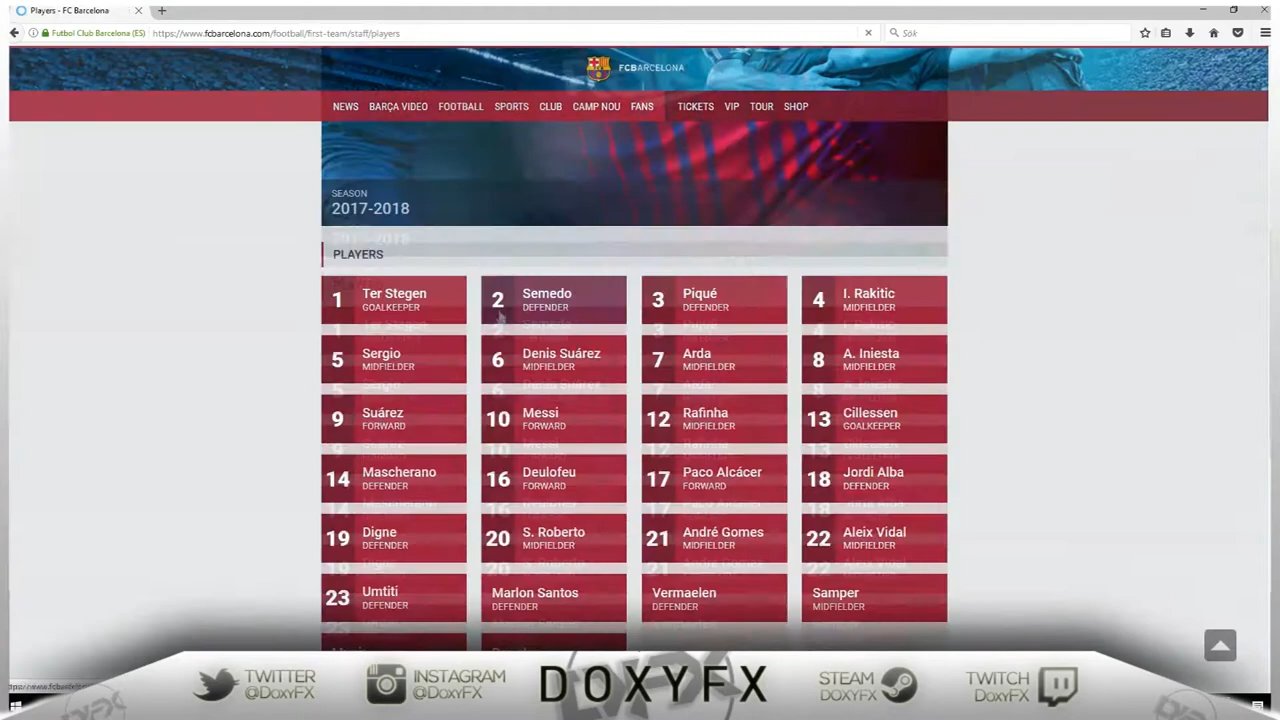 Players - FC Barcelona
Futbol Club Barcelona (ES)
https://www.fcbarcelona.com/football/first-team/staff/players
Sök
FCBARCELONA
NEWS BARÇA VIDEO FOOTBALL SPORTS CLUB CAMP NOU FANS TICKETS VIP TOUR SHOP
SEASON
2017-2018
PLAYERS
1 Ter Stegen
GOALKEEPER
2 Semedo
DEFENDER
3 Piqué
DEFENDER
4 I. Rakitic
MIDFIELDER
5 Sergio
MIDFIELDER
6 Denis Suárez
MIDFIELDER
7 Arda
MIDFIELDER
8 A. Iniesta
MIDFIELDER
9 Suárez
FORWARD
10 Messi
FORWARD
12 Rafinha
MIDFIELDER
13 Cillessen
GOALKEEPER
14 Mascherano
DEFENDER
16 Deulofeu
FORWARD
17 Paco Alcácer
FORWARD
18 Jordi Alba
DEFENDER
19 Digne
DEFENDER
20 S. Roberto
MIDFIELDER
21 André Gomes
MIDFIELDER
22 Aleix Vidal
MIDFIELDER
23 Umtiti
DEFENDER
Marlon Santos
DEFENDER
Vermaelen
DEFENDER
Samper
MIDFIELDER
TWITTER
@DoxyFX
INSTAGRAM
@DoxyFX
DOXYFX
STEAM
DOXYFX
TWITCH
DoxyFX